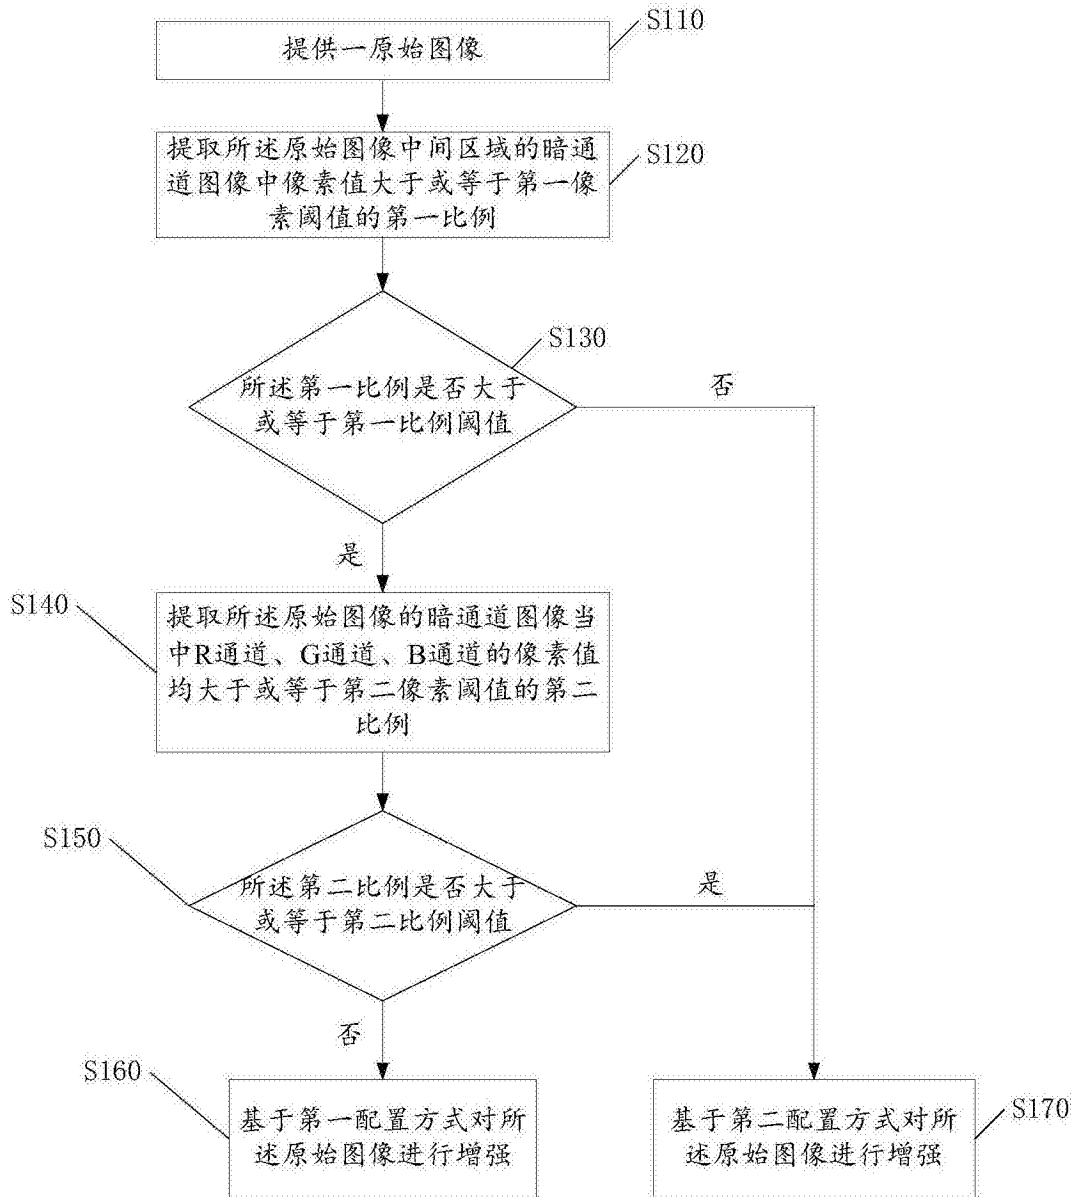 S110
提供一原始图像
S120
提取所述原始图像中间区域的暗通
道图像中像素值大于或等于第一像
素阈值的第一比例
S130
所述第一比例是否大于
或等于第一比例阈值
否
是
S140
提取所述原始图像的暗通道图像当
中R通道、G通道、B通道的像素值
均大于或等于第二像素阈值的第二
比例
S150
所述第二比例是否大于
或等于第二比例阈值
是
否
S160
基于第一配置方式对所
述原始图像进行增强
S170
基于第二配置方式对所
述原始图像进行增强